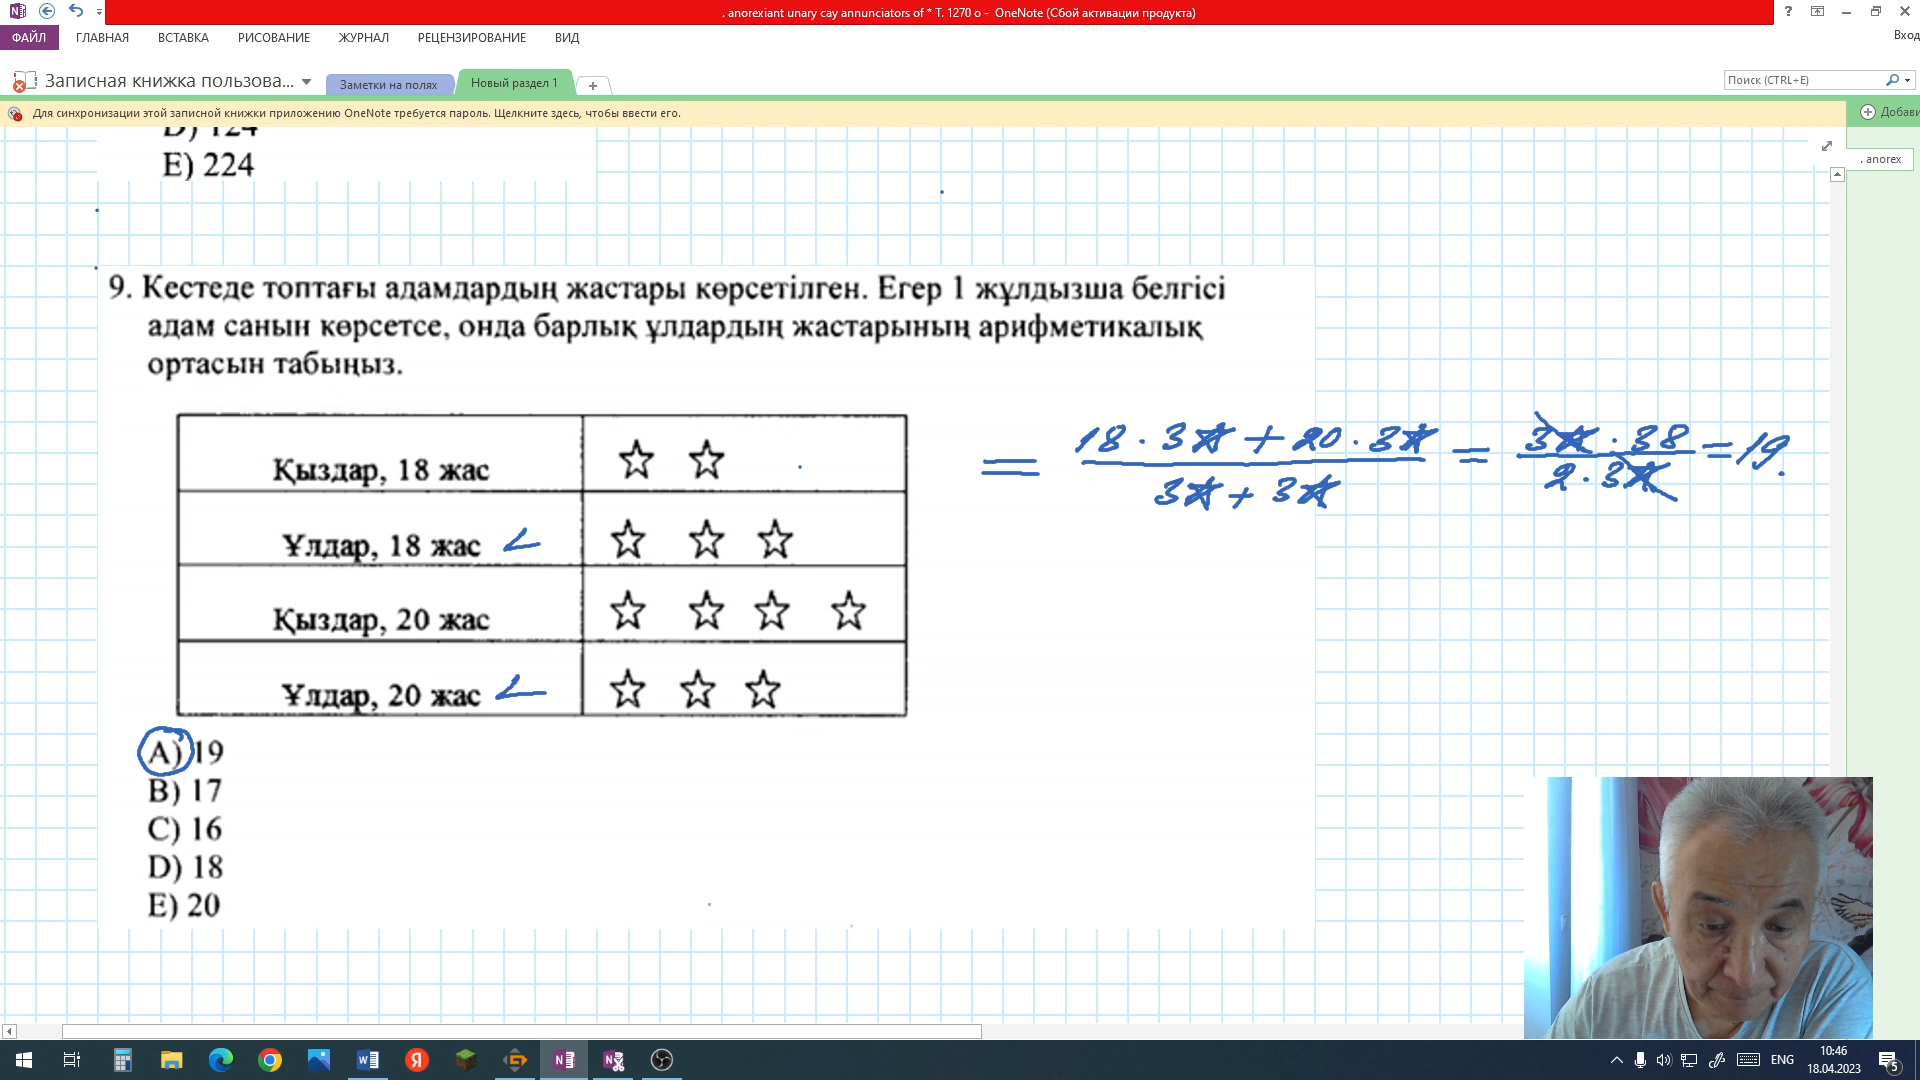 . anorexiant unary cay annunciators of * T. 1270 o - OneNote (Сбой активации продукта)
ФАЙЛ ГЛАВНАЯ ВСТАВКА РИСОВАНИЕ ЖУРНАЛ РЕЦЕНЗИРОВАНИЕ ВИД
Вход
Записная книжка пользова... Заметки на полях Новый раздел 1
Поиск (CTRL+E)
Для синхронизации этой записной книжки приложению OneNote требуется пароль. Щелкните здесь, чтобы ввести его.
Добави
. anorex
D) 124
E) 224
9. Кестеде топтағы адамдардың жастары көрсетілген. Егер 1 жұлдызша белгісі
адам санын көрсетсе, онда барлық ұлдардың жастарының арифметикалық
ортасын табыңыз.
Қыздар, 18 жас ☆ ☆
Ұлдар, 18 жас ☆ ☆ ☆
Қыздар, 20 жас ☆ ☆ ☆ ☆
Ұлдар, 20 жас ☆ ☆ ☆
= (18 · 3☆ + 20 · 3☆) / (3☆ + 3☆) = (3☆ · 38) / (2 · 3☆) = 19.
A) 19
B) 17
C) 16
D) 18
E) 20
ENG
10:46
18.04.2023
5